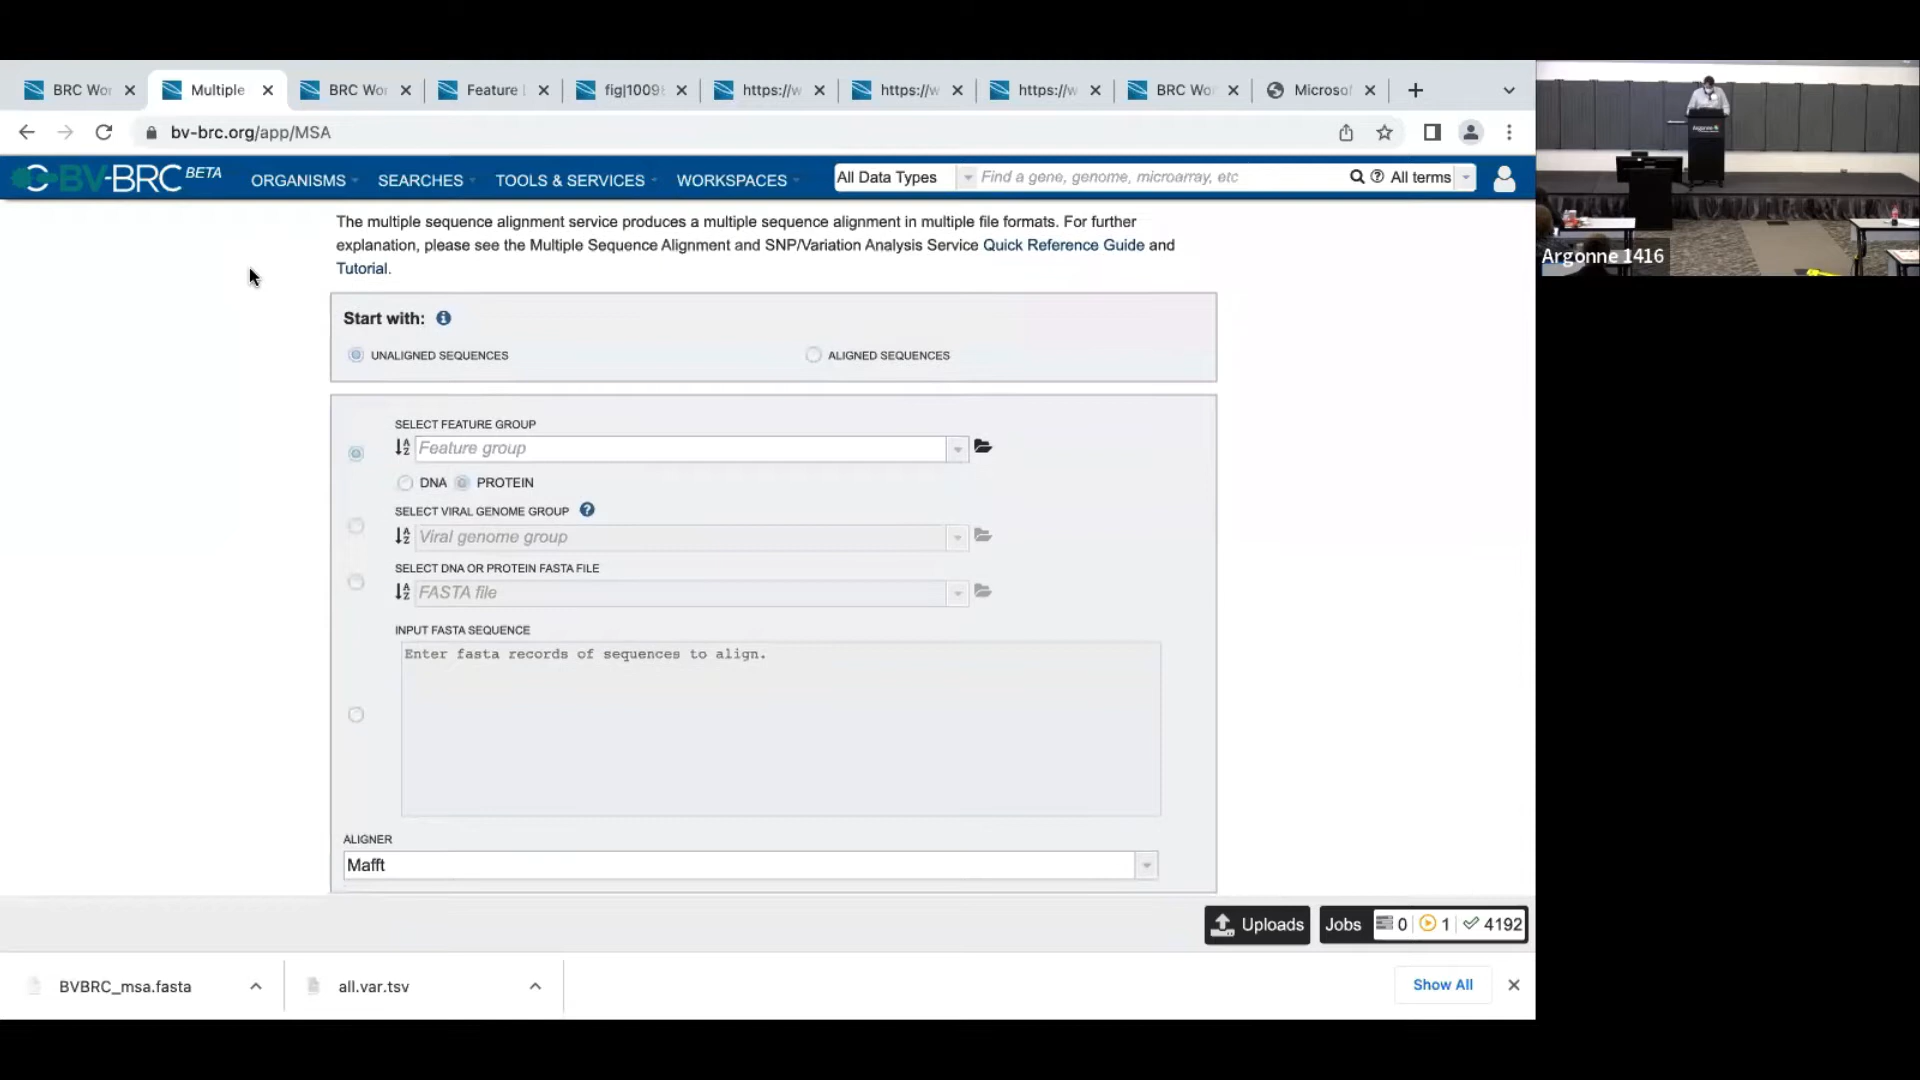 BRC Wor
Multiple
BRC Wor
Feature
fig|1009
https://w
https://w
https://w
BRC Wor
Microsof
bv-brc.org/app/MSA
BV-BRC BETA
ORGANISMS
SEARCHES
TOOLS & SERVICES
WORKSPACES
All Data Types
Find a gene, genome, microarray, etc
All terms
The multiple sequence alignment service produces a multiple sequence alignment in multiple file formats. For further
explanation, please see the Multiple Sequence Alignment and SNP/Variation Analysis Service Quick Reference Guide and
Tutorial.
Start with:
UNALIGNED SEQUENCES
ALIGNED SEQUENCES
SELECT FEATURE GROUP
Feature group
DNA
PROTEIN
SELECT VIRAL GENOME GROUP
Viral genome group
SELECT DNA OR PROTEIN FASTA FILE
FASTA file
INPUT FASTA SEQUENCE
Enter fasta records of sequences to align.
ALIGNER
Mafft
Uploads
Jobs
0
1
4192
BVBRC_msa.fasta
all.var.tsv
Show All
Argonne
Argonne 1416